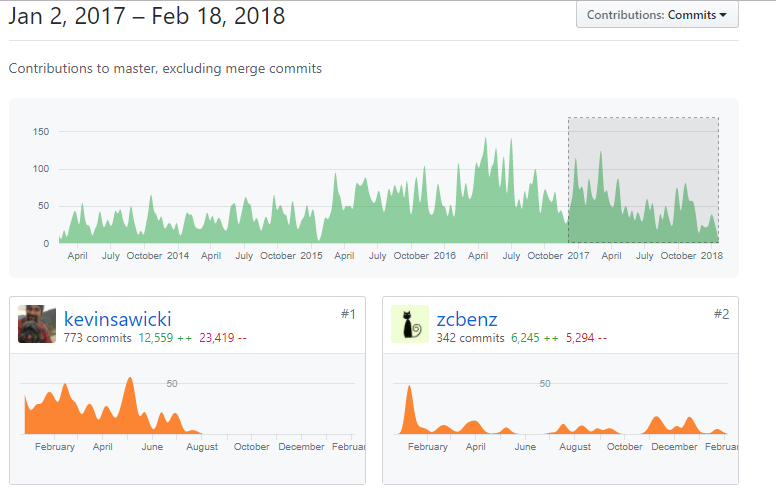 Jan 2, 2017 – Feb 18, 2018
Contributions: Commits
Contributions to master, excluding merge commits
150
100
50
0
April July October 2014 April July October 2015 April July October 2016 April July October 2017 April July October 2018
kevinsawicki #1
773 commits 12,559 ++ 23,419 --
50
February April June August October December Februar
zcbenz #2
342 commits 6,245 ++ 5,294 --
50
February April June August October December Februar